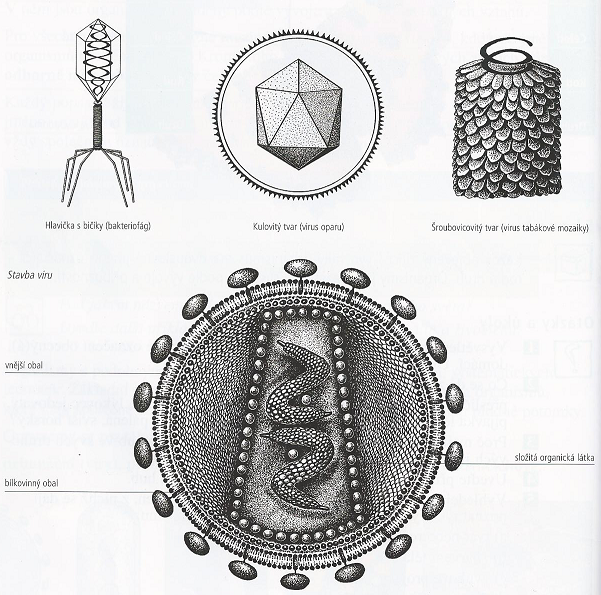 Hlavička s bičíky (bakteriofág)
Kulovitý tvar (virus oparu)
Šroubovicovitý tvar (virus tabákové mozaiky)
Stavba viru
vnější obal
bílkovinný obal
složitá organická látka